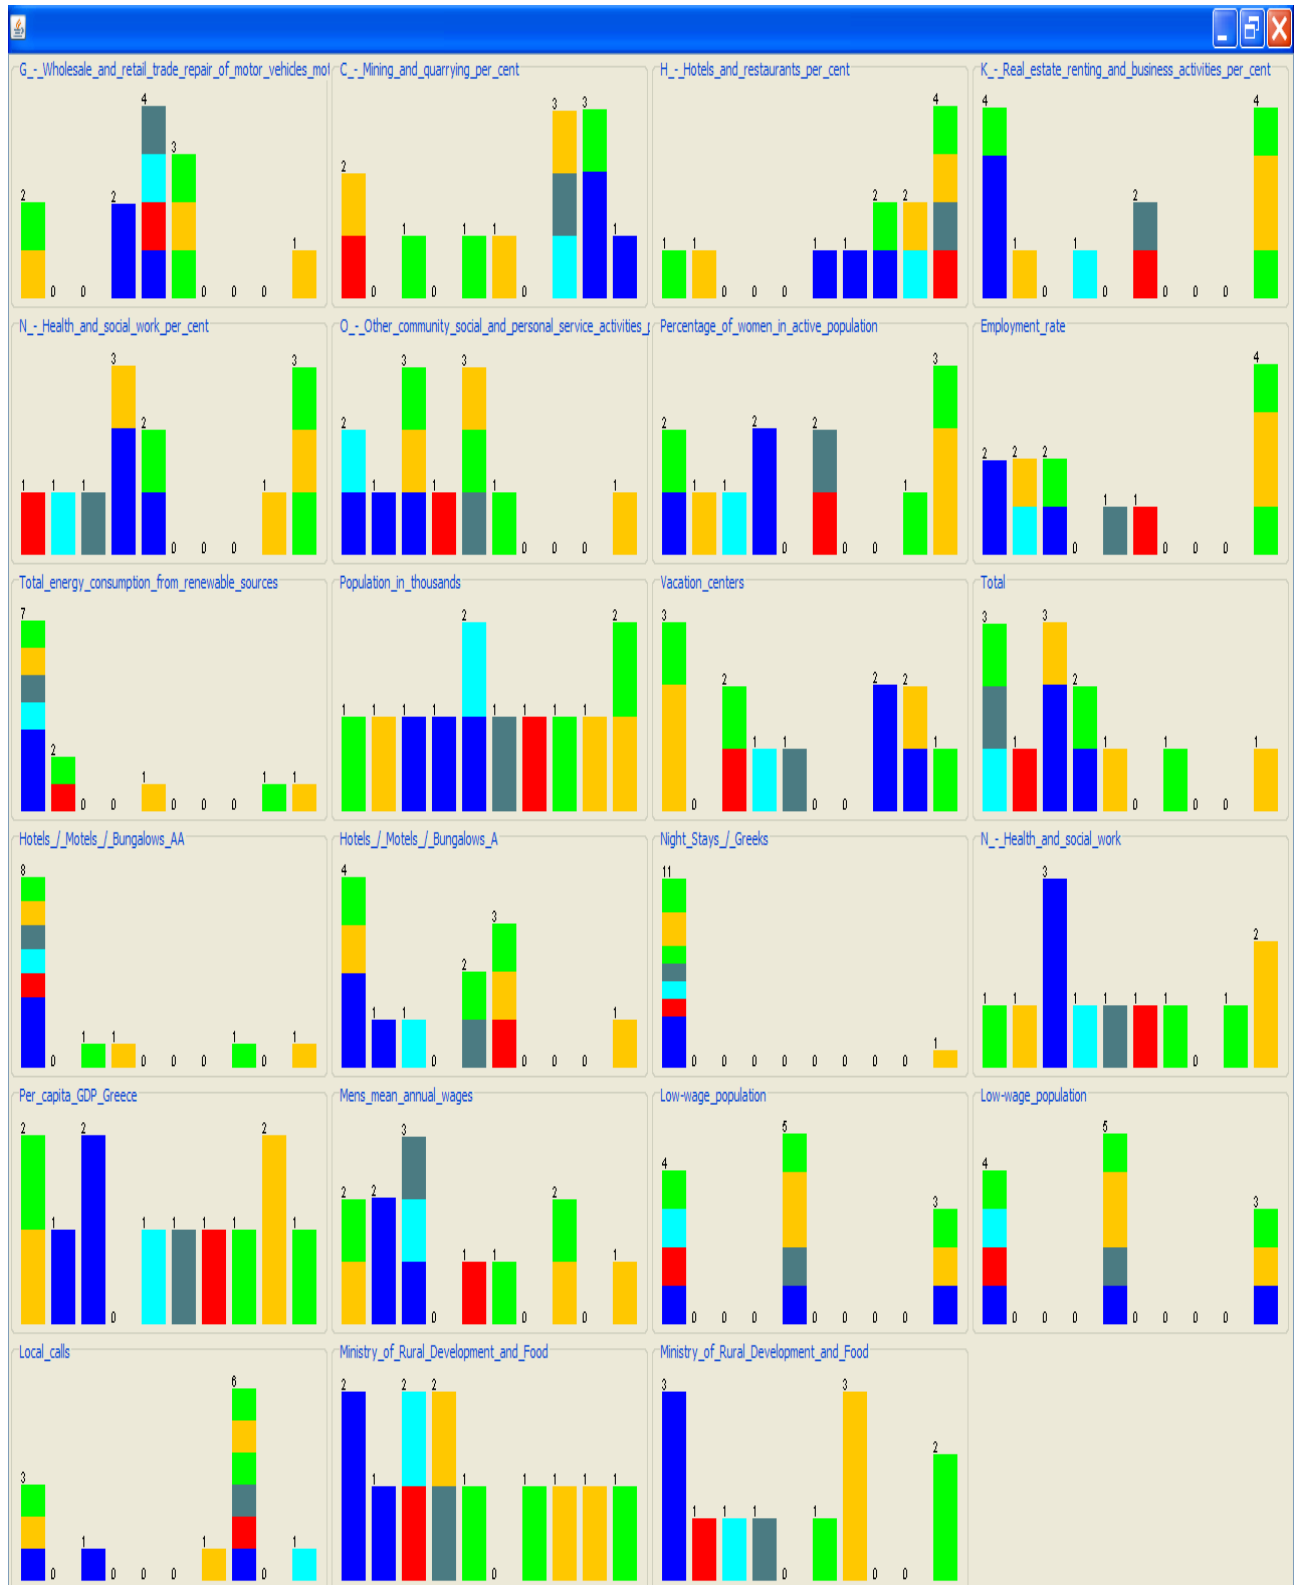 G_-_Wholesale_and_retail_trade_repair_of_motor_vehicles_mot
2 0 0 2 4 3 0 0 0 1
C_-_Mining_and_quarrying_per_cent
2 0 1 0 1 1 0 3 3 1
H_-_Hotels_and_restaurants_per_cent
1 1 0 0 0 1 1 2 2 4
K_-_Real_estate_renting_and_business_activities_per_cent
4 1 0 1 0 2 0 0 0 4
N_-_Health_and_social_work_per_cent
1 1 1 3 2 0 0 0 1 3
O_-_Other_community_social_and_personal_service_activities_p
2 1 3 1 3 1 0 0 0 1
Percentage_of_women_in_active_population
2 1 1 2 0 2 0 0 1 3
Employment_rate
2 2 2 0 1 1 0 0 0 4
Total_energy_consumption_from_renewable_sources
7 2 0 0 1 0 0 0 1 1
Population_in_thousands
1 1 1 1 2 1 1 1 1 2
Vacation_centers
3 0 2 1 1 0 0 2 2 1
Total
3 1 3 2 1 0 1 0 0 1
Hotels_/_Motels_/_Bungalows_AA
8 0 1 1 0 0 0 1 0 1
Hotels_/_Motels_/_Bungalows_A
4 1 1 0 2 3 0 0 0 1
Night_Stays_/_Greeks
11 0 0 0 0 0 0 0 0 1
N_-_Health_and_social_work
1 1 3 1 1 1 1 0 1 2
Per_capita_GDP_Greece
2 1 2 0 1 1 1 1 2 1
Mens_mean_annual_wages
2 2 3 0 1 1 0 2 0 1
Low-wage_population
4 0 0 0 5 0 0 0 0 3
Low-wage_population
4 0 0 0 5 0 0 0 0 3
Local_calls
3 0 1 0 0 0 1 6 0 1
Ministry_of_Rural_Development_and_Food
2 1 2 2 1 0 1 1 1 1
Ministry_of_Rural_Development_and_Food
3 1 1 1 0 1 3 0 0 2